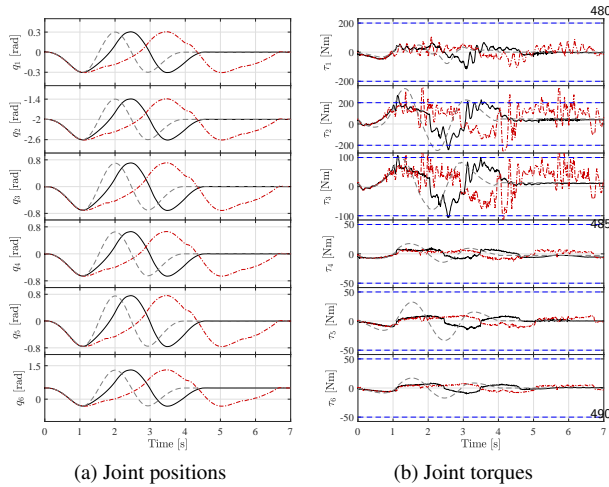 480
0.3
-0.3
q1 [rad]
-1.4
-2
-2.6
q2 [rad]
0.8
0
-0.8
q3 [rad]
0.8
0
-0.8
q4 [rad]
0.8
0
-0.8
q5 [rad]
1.3
0
q6 [rad]
0 1 2 3 4 5 6 7
Time [s]
(a) Joint positions
200
0
-200
τ1 [Nm]
200
0
-200
τ2 [Nm]
100
0
-100
τ3 [Nm]
485
50
0
-50
τ4 [Nm]
50
0
-50
τ5 [Nm]
50
0
-50
τ6 [Nm]
490
0 1 2 3 4 5 6 7
Time [s]
(b) Joint torques